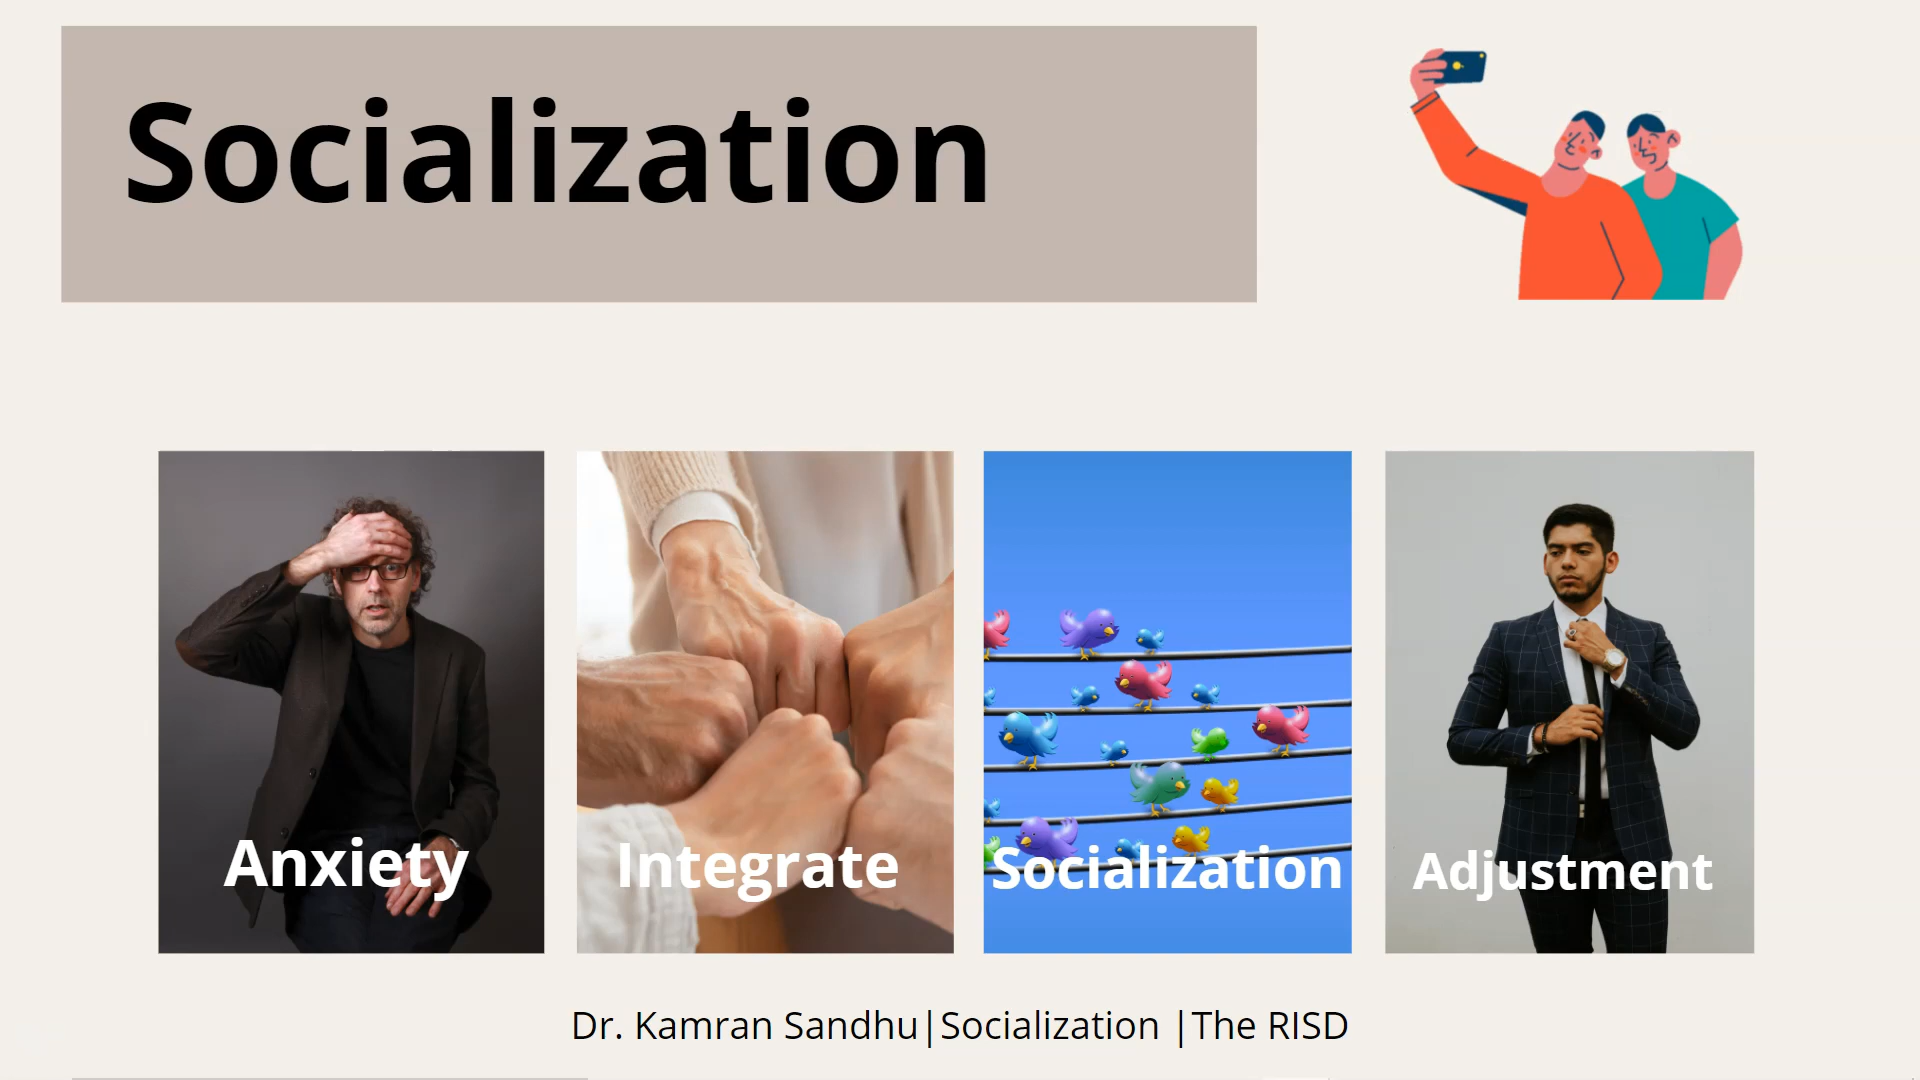 Socialization
Anxiety
Integrate
Socialization
Adjustment
Dr. Kamran Sandhu|Socialization |The RISD